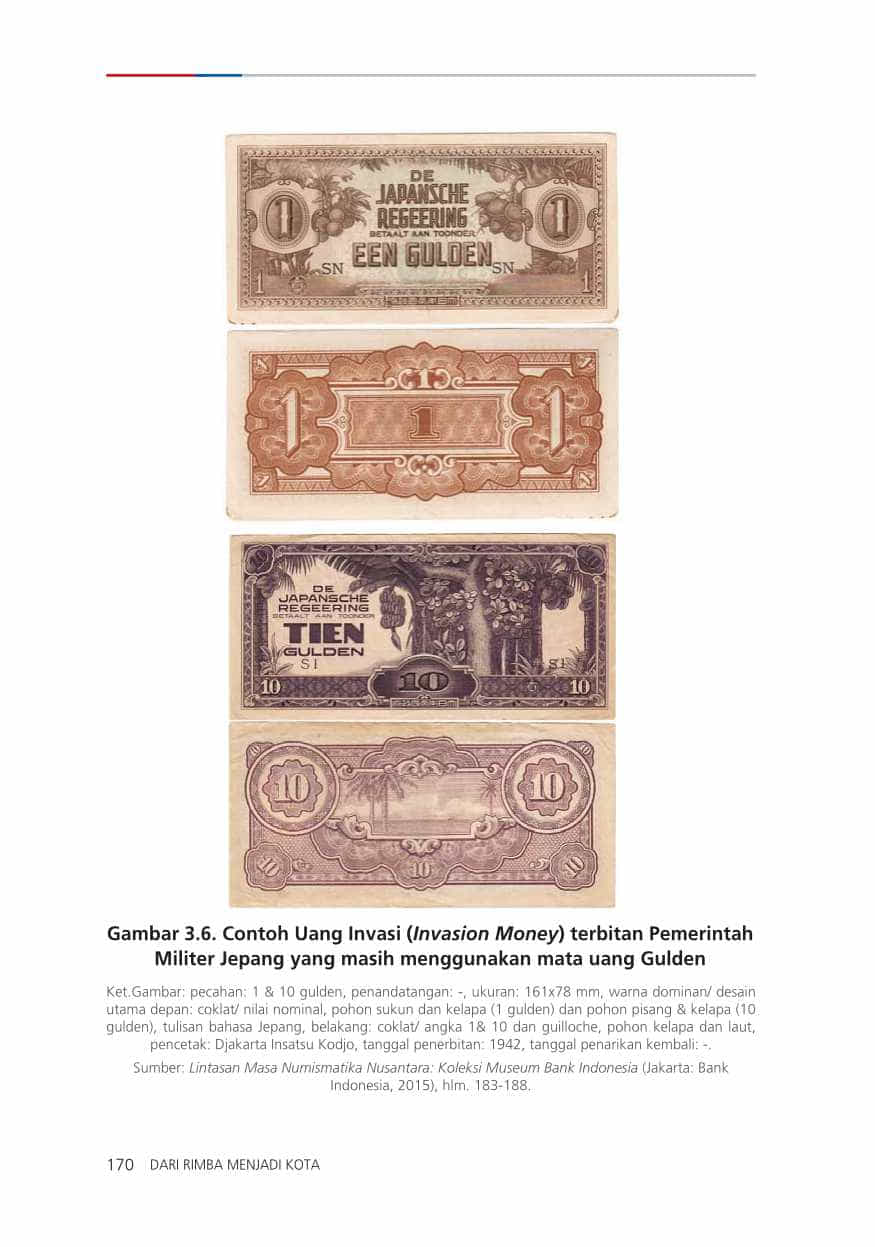 DE
JAPANSCHE
REGEERING
BETAALT AAN TOONDER
EEN GULDEN
1
1
SN
SN
1
1
1
1
1
1
DE
JAPANSCHE
REGEERING
BETAALT AAN TOONDER
TIEN
GULDEN
SI
SI
10
10
10
10
10
10
10
10
10
10
10
Gambar 3.6. Contoh Uang Invasi (Invasion Money) terbitan Pemerintah
Militer Jepang yang masih menggunakan mata uang Gulden
Ket.Gambar: pecahan: 1 & 10 gulden, penandatangan: -, ukuran: 161x78 mm, warna dominan/ desain
utama depan: coklat/ nilai nominal, pohon sukun dan kelapa (1 gulden) dan pohon pisang & kelapa (10
gulden), tulisan bahasa Jepang, belakang: coklat/ angka 1& 10 dan guilloche, pohon kelapa dan laut,
pencetak: Djakarta Insatsu Kodjo, tanggal penerbitan: 1942, tanggal penarikan kembali: -.
Sumber: Lintasan Masa Numismatika Nusantara: Koleksi Museum Bank Indonesia (Jakarta: Bank
Indonesia, 2015), hlm. 183-188.
170 DARI RIMBA MENJADI KOTA